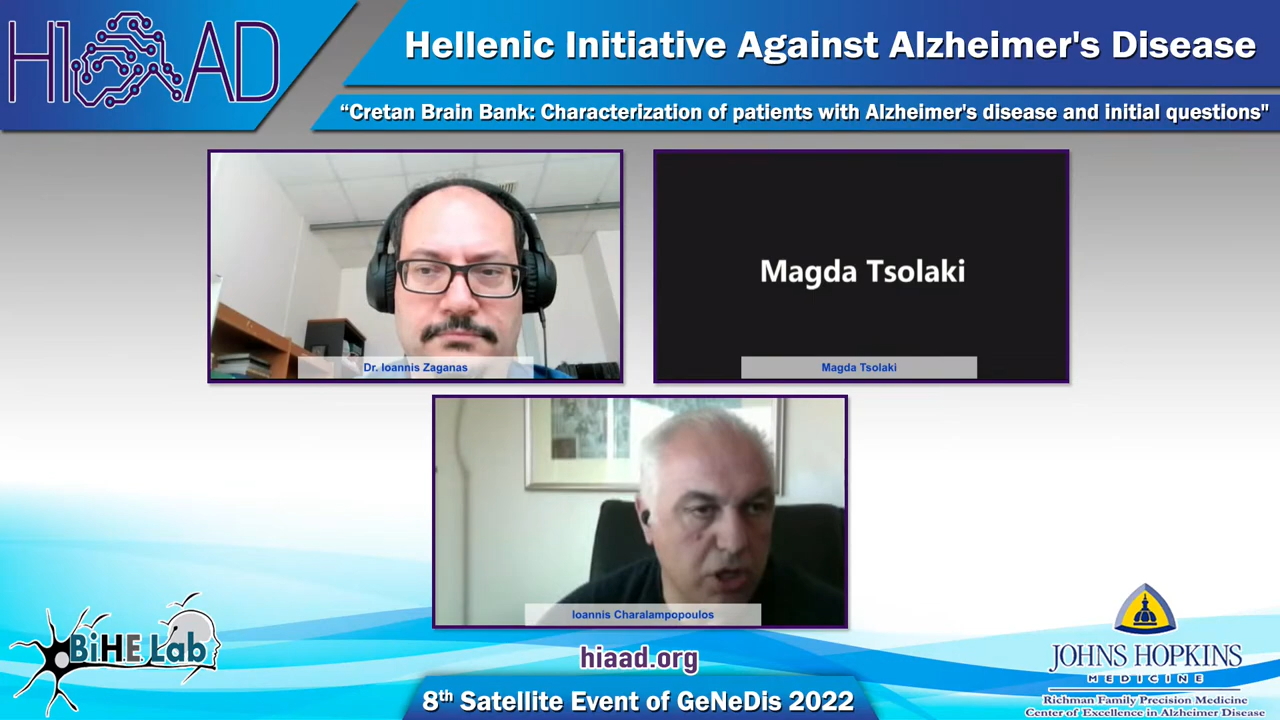 HIAAD
Hellenic Initiative Against Alzheimer's Disease
“Cretan Brain Bank: Characterization of patients with Alzheimer's disease and initial questions"
Magda Tsolaki
Dr. Ioannis Zaganas
Magda Tsolaki
Ioannis Charalampopoulos
BiHE Lab
hiaad.org
8th Satellite Event of GeNeDis 2022
JOHNS HOPKINS
MEDICINE
Richman Family Precision Medicine
Center of Excellence in Alzheimer Disease